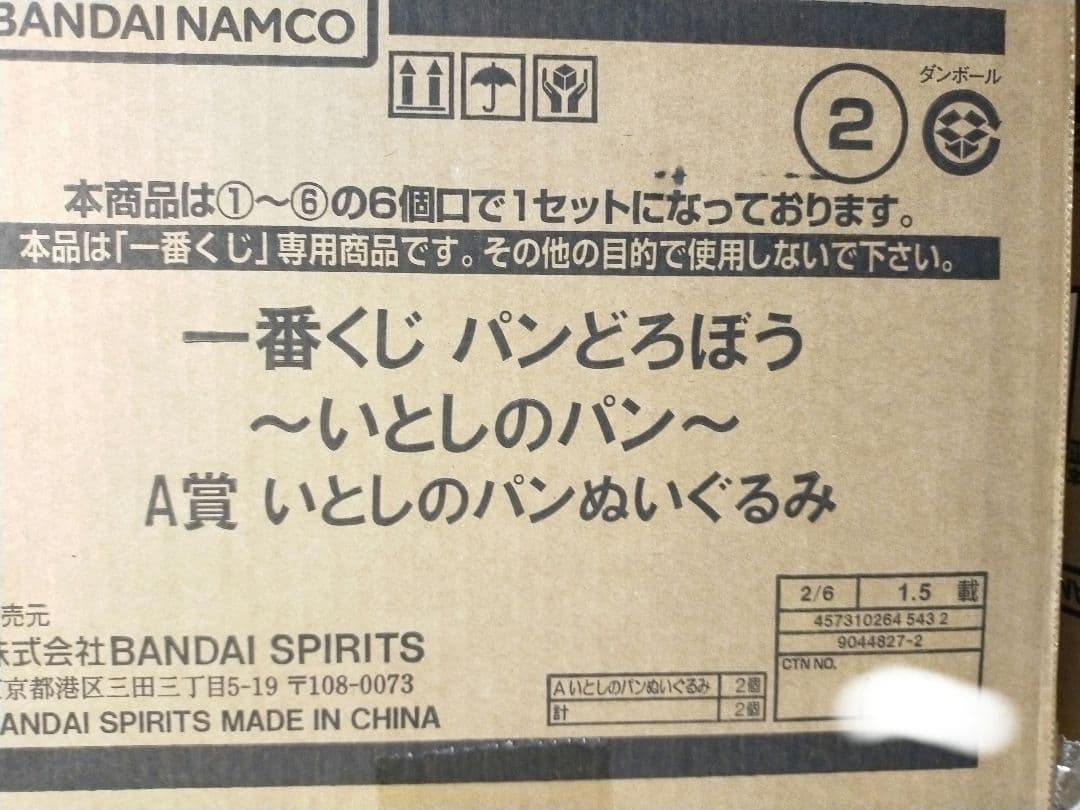 BANDAI NAMCO
ダンボール
2
本商品は①〜⑥の6個口で1セットになっております。
本品は「一番くじ」専用商品です。その他の目的で使用しないで下さい。
一番くじ パンどろぼう
〜いとしのパン〜
A賞 いとしのパンぬいぐるみ
売元
株式会社BANDAI SPIRITS
京都港区三田三丁目5-19 〒108-0073
BANDAI SPIRITS MADE IN CHINA
A いとしのパンぬいぐるみ 2個
計 2個
2/6 1.5 載
457310264 543 2
9044827-2
CTN NO.